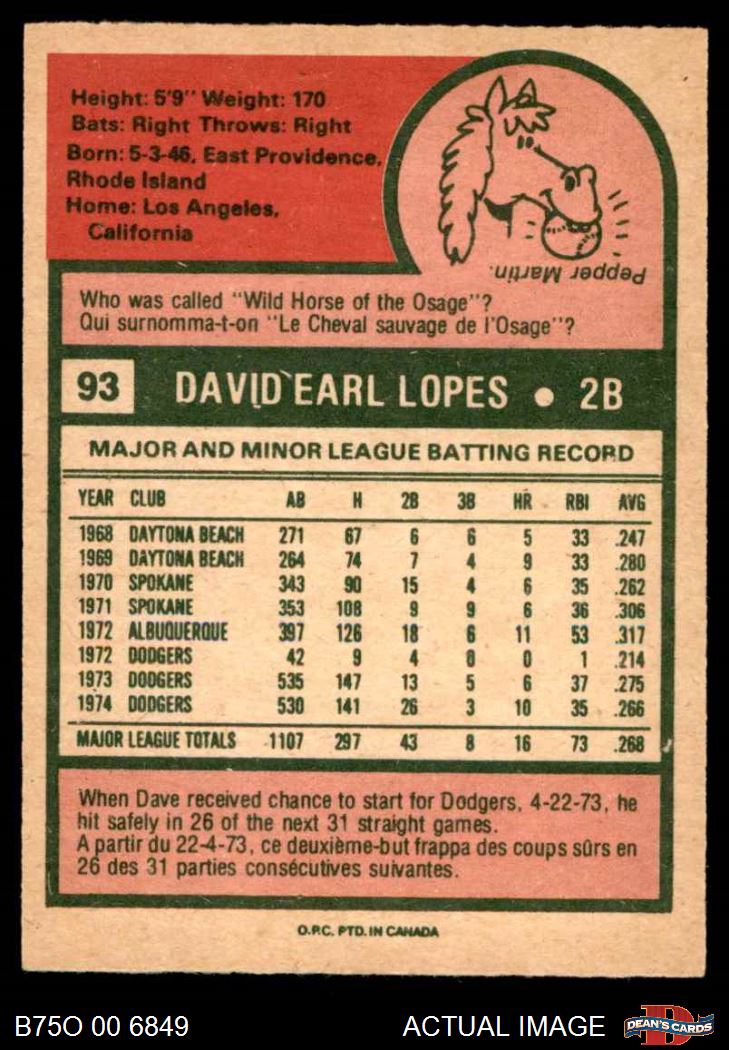 Height: 5'9" Weight: 170
Bats: Right Throws: Right
Born: 5-3-46, East Providence,
Rhode Island
Home: Los Angeles,
California
Pepper Martin.
Who was called "Wild Horse of the Osage"?
Qui surnomma-t-on "Le Cheval sauvage de l'Osage"?
93 DAVID EARL LOPES • 2B
MAJOR AND MINOR LEAGUE BATTING RECORD
YEAR CLUB AB H 2B 3B HR RBI AVG
1968 DAYTONA BEACH 271 67 6 6 5 33 .247
1969 DAYTONA BEACH 264 74 7 4 9 33 .280
1970 SPOKANE 343 90 15 4 6 35 .262
1971 SPOKANE 353 108 9 9 6 36 .306
1972 ALBUQUERQUE 397 126 18 6 11 53 .317
1972 DODGERS 42 9 4 0 0 1 .214
1973 DODGERS 535 147 13 5 6 37 .275
1974 DODGERS 530 141 26 3 10 35 .266
MAJOR LEAGUE TOTALS 1107 297 43 8 16 73 .268
When Dave received chance to start for Dodgers, 4-22-73, he
hit safely in 26 of the next 31 straight games.
A partir du 22-4-73, ce deuxième-but frappa des coups sûrs en
26 des 31 parties consécutives suivantes.
O.P.C. PTD. IN CANADA
B75O 00 6849 ACTUAL IMAGE
D
DEAN'S CARDS